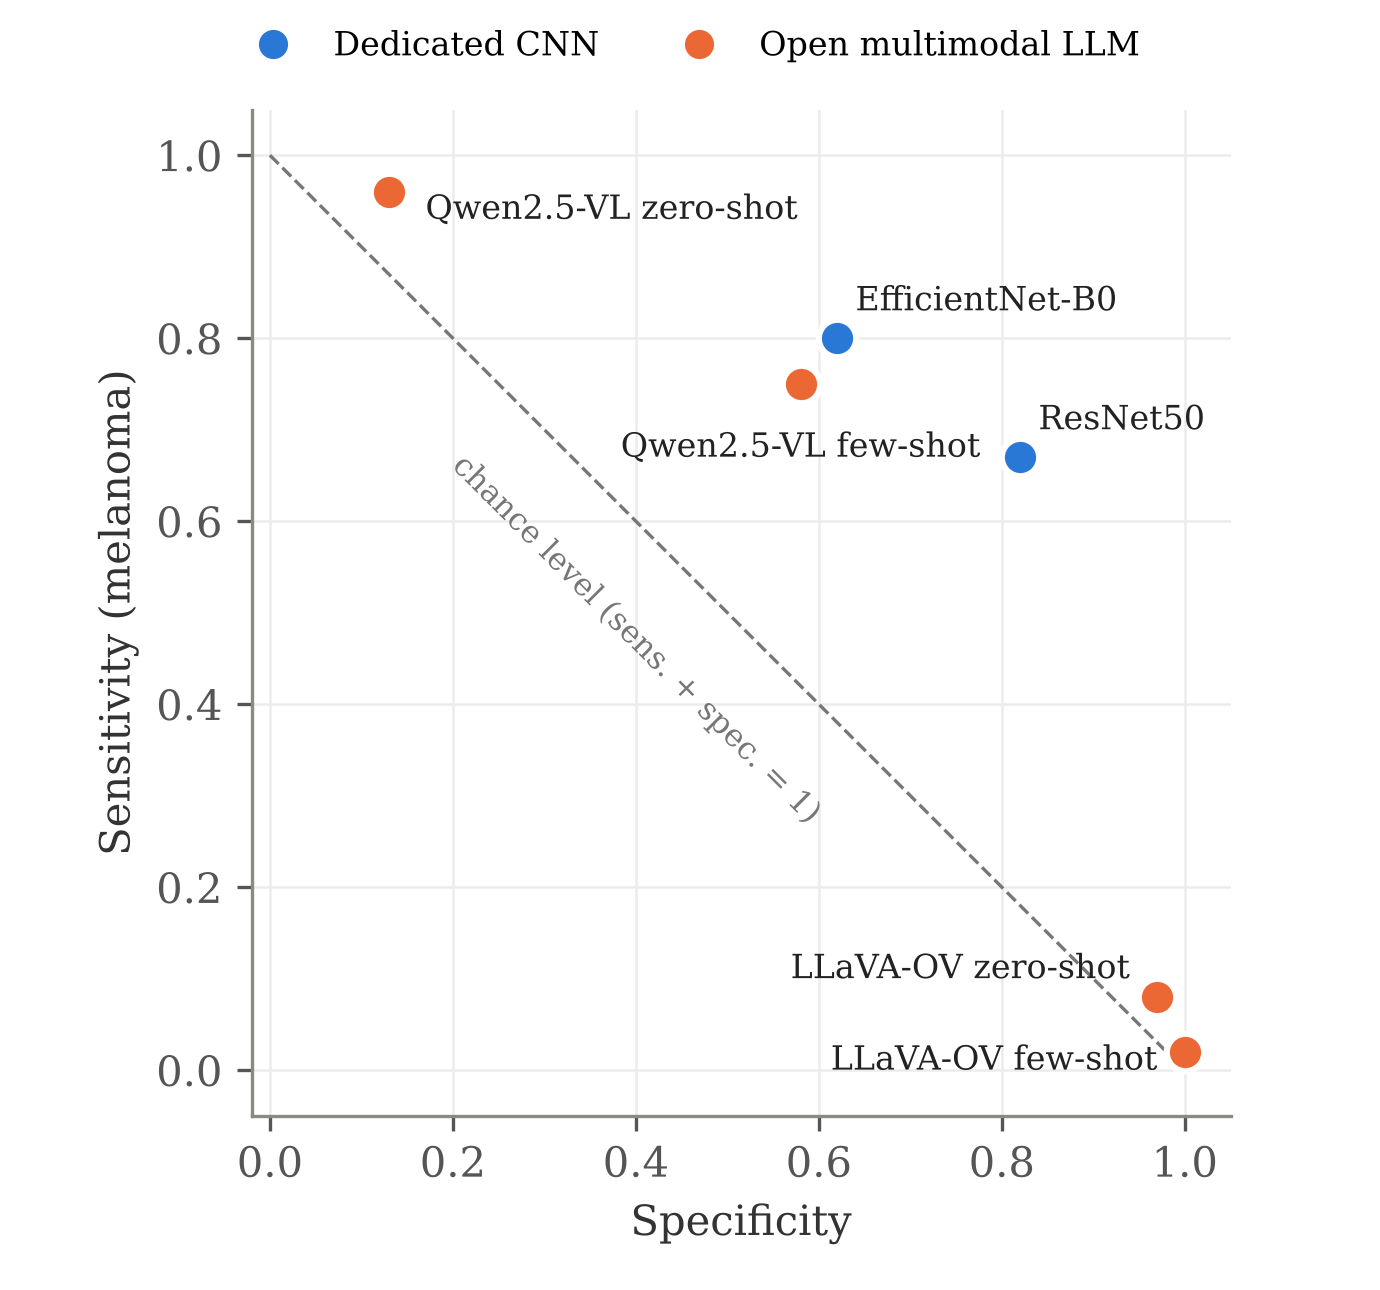 Dedicated CNN
Open multimodal LLM
1.0
0.8
0.6
0.4
0.2
0.0
Sensitivity (melanoma)
Qwen2.5-VL zero-shot
EfficientNet-B0
ResNet50
Qwen2.5-VL few-shot
chance level (sens. + spec. = 1)
LLaVA-OV zero-shot
LLaVA-OV few-shot
0.0
0.2
0.4
0.6
0.8
1.0
Specificity